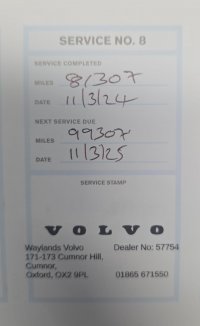 SERVICE NO. 8
SERVICE COMPLETED
MILES 81307
DATE 11/3/24
NEXT SERVICE DUE
MILES 99307
DATE 11/3/25
SERVICE STAMP
VOLVO
Waylands Volvo Dealer No: 57754
171-173 Cumnor Hill,
Cumnor,
Oxford, OX2 9PL 01865 671550